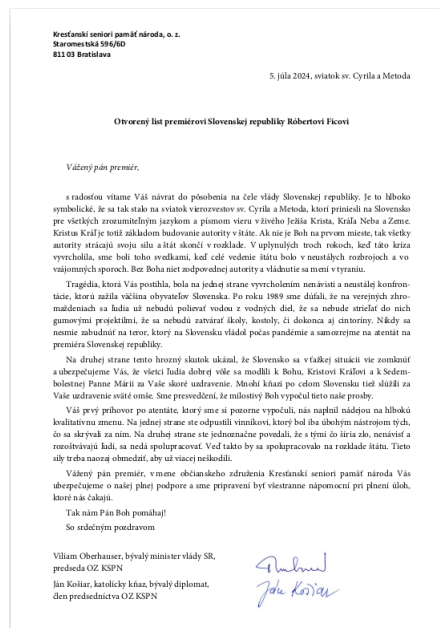 Kresťanskí seniori pamäť národa, o. z.
Staromestská 596/6D
811 03 Bratislava
5. júla 2024, sviatok sv. Cyrila a Metoda
Otvorený list premiérovi Slovenskej republiky Róbertovi Ficovi
Vážený pán premiér,
s radosťou vítame Váš návrat do pôsobenia na čele vlády Slovenskej republiky. Je to hlboko
symbolické, že sa tak stalo na sviatok vierozvestov sv. Cyrila a Metoda, ktorí priniesli na Slovensko
pre všetkých zrozumiteľným jazykom a písmom vieru v živého Ježiša Krista, Kráľa Neba a Zeme.
Kristus Kráľ je totiž základom budovanie autority v štáte. Ak nie je Boh na prvom mieste, tak všetky
autority strácajú svoju silu a štát skončí v rozklade. V uplynulých troch rokoch, keď táto kríza
vyvrcholila, sme boli toho svedkami, keď celé vedenie štátu bolo v neustálych rozbrojoch a vo
vzájomných sporoch. Bez Boha niet zodpovednej autority a vládnutie sa mení v tyraniu.
Tragédia, ktorá Vás postihla, bola na jednej strane vyvrcholením nenávisti a neustálej konfron-
tácie, ktorú zažila väčšina obyvateľov Slovenska. Po roku 1989 sme dúfali, že na verejných zhro-
maždeniach sa ľudia už nebudú polievať vodou z vodných diel, že sa nebude strieľať do nich
gumovými projektilmi, že sa nebudú zatvárať školy, kostoly, či dokonca aj cintoríny. Nikdy sa
nesmie zabudnúť na teror, ktorý na Slovensku vládol počas pandémie a samozrejme na atentát na
premiéra Slovenskej republiky.
Na druhej strane tento hrozný skutok ukázal, že Slovensko sa v ťažkej situácii vie zomknúť
a ubezpečujeme Vás, že všetci ľudia dobrej vôle sa modlili k Bohu, Kristovi Kráľovi a k Sedem-
bolestnej Panne Márii za Vaše skoré uzdravenie. Mnohí kňazi po celom Slovensku tiež slúžili za
Vaše uzdravenie sväté omše. Sme presvedčení, že milostivý Boh vypočul tieto naše prosby.
Váš prvý príhovor po atentáte, ktorý sme si pozorne vypočuli, nás naplnil nádejou na hlbokú
kvalitatívnu zmenu. Na jednej strane ste odpustili vinníkovi, ktorý bol iba úbohým nástrojom tých,
čo sa skrývali za ním. Na druhej strane ste jednoznačne povedali, že s tými čo šíria zlo, nenávisť a
rozoštvávajú ľudí, sa nedá spolupracovať. Veď takto by sa spolupracovalo na rozklade štátu. Tieto
sily treba naozaj obmedziť, aby už viacej neškodili.
Vážený pán premiér, v mene občianskeho združenia Kresťanskí seniori pamäť národa Vás
ubezpečujeme o našej plnej podpore a sme pripravení byť všestranne nápomocní pri plnení úloh,
ktoré nás čakajú.
Tak nám Pán Boh pomáhaj!
So srdečným pozdravom
Viliam Oberhauser, bývalý minister vlády SR,
predseda OZ KSPN
Ján Košiar, katolícky kňaz, bývalý diplomat,
člen predsedníctva OZ KSPN
Ján Košiar